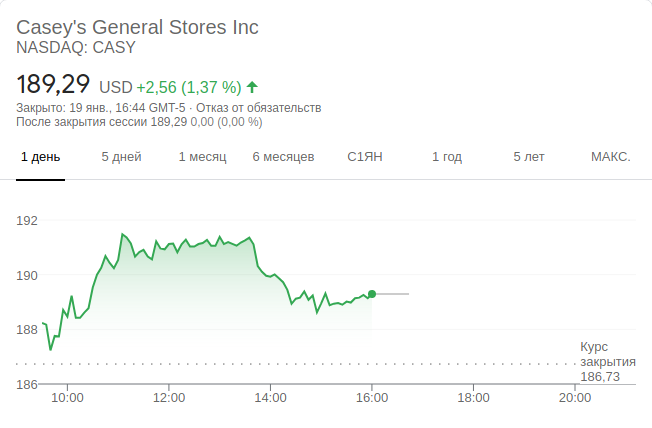 Casey's General Stores Inc
NASDAQ: CASY
189,29 USD +2,56 (1,37 %)
Закрыто: 19 янв., 16:44 GMT-5 · Отказ от обязательств
После закрытия сессии 189,29 0,00 (0,00 %)
1 день 5 дней 1 месяц 6 месяцев С1ЯН 1 год 5 лет МАКС.
192
190
188
Курс
закрытия
186,73
186
10:00 12:00 14:00 16:00 18:00 20:00